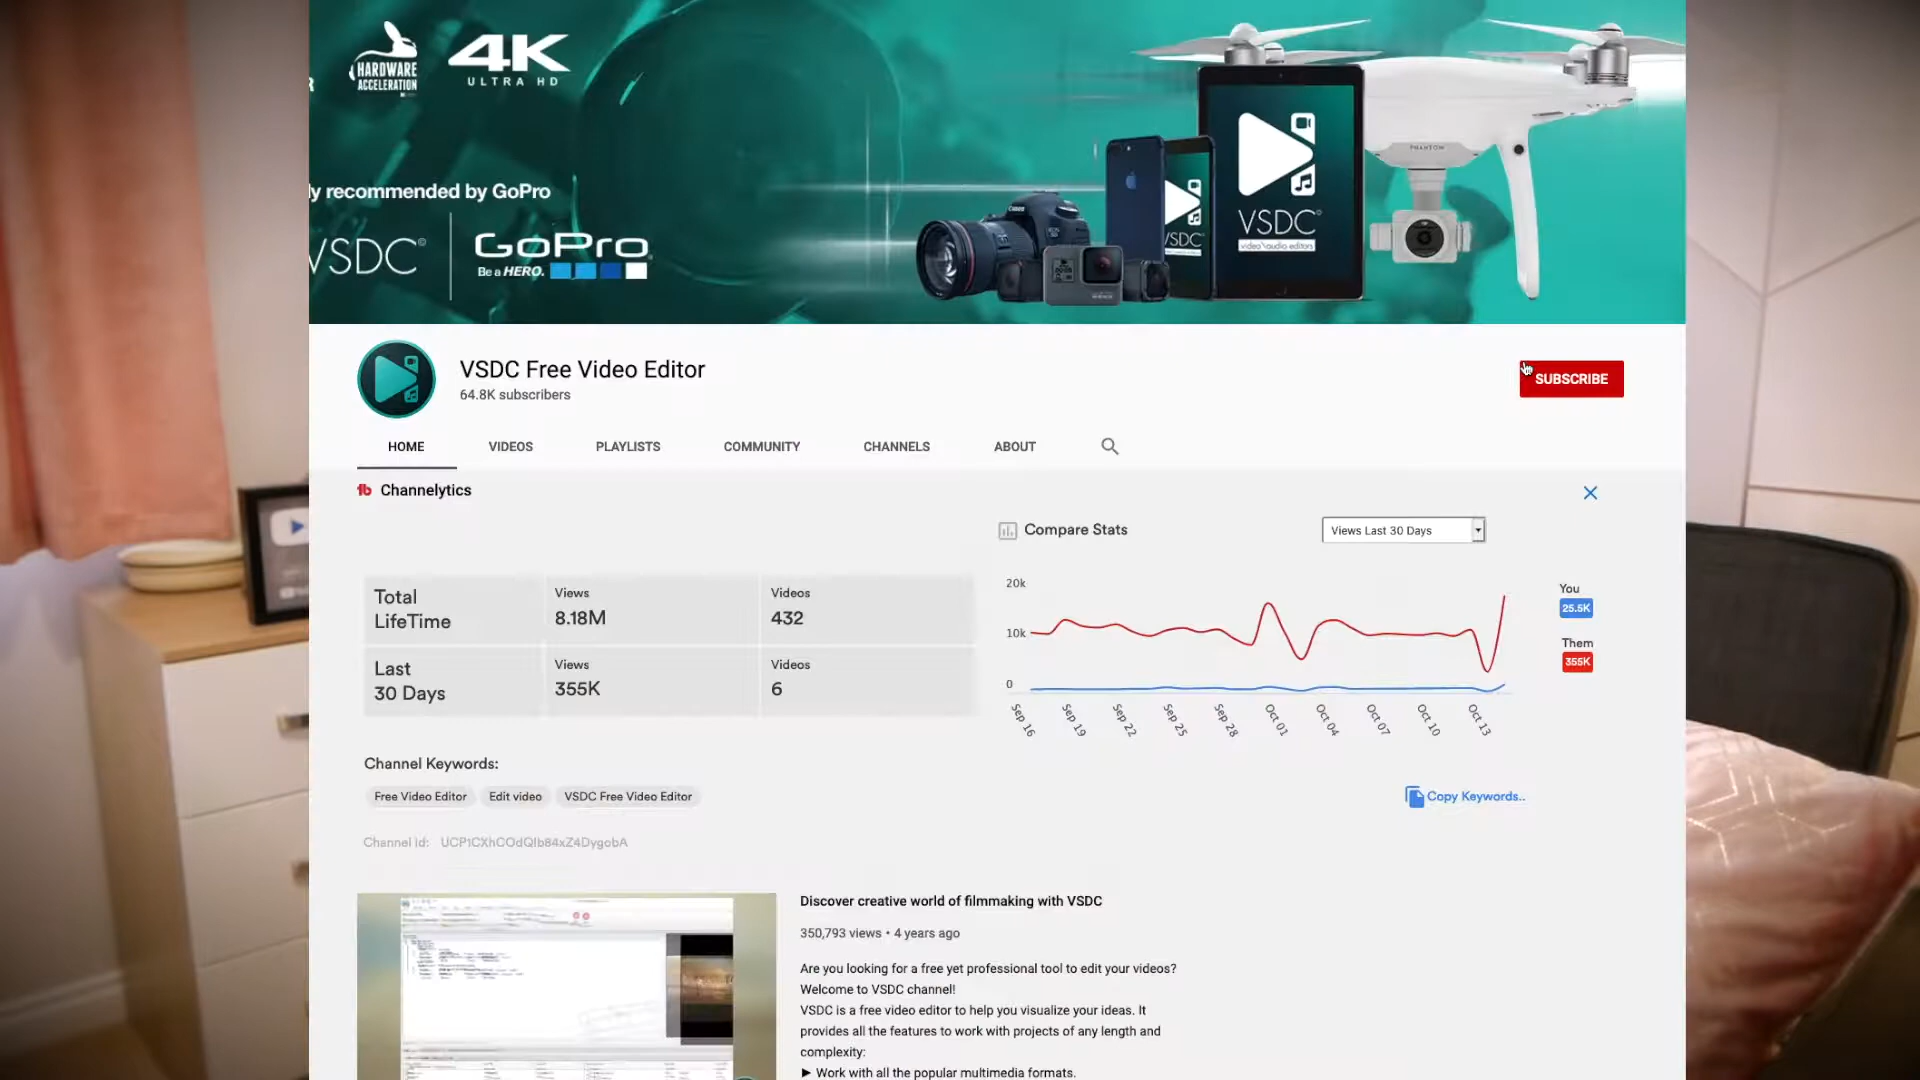 HARDWARE
ACCELERATION
4K
ULTRA HD
ly recommended by GoPro
VSDC
GoPro
Be a HERO.
PHANTOM
VSDC
VSDC
video\audio editors
VSDC Free Video Editor
64.8K subscribers
SUBSCRIBE
HOME
VIDEOS
PLAYLISTS
COMMUNITY
CHANNELS
ABOUT
Channelytics
Compare Stats
Views Last 30 Days
Total
LifeTime
Views
8.18M
Videos
432
Last
30 Days
Views
355K
Videos
6
20k
10k
0
Sep 16
Sep 19
Sep 22
Sep 25
Sep 28
Oct 01
Oct 04
Oct 07
Oct 10
Oct 13
You
25.5K
Them
355K
Channel Keywords:
Free Video Editor
Edit video
VSDC Free Video Editor
Copy Keywords..
Channel Id:
Discover creative world of filmmaking with VSDC
350,793 views • 4 years ago
Are you looking for a free yet professional tool to edit your videos?
Welcome to VSDC channel!
VSDC is a free video editor to help you visualize your ideas. It
provides all the features to work with projects of any length and
complexity:
► Work with all the popular multimedia formats.